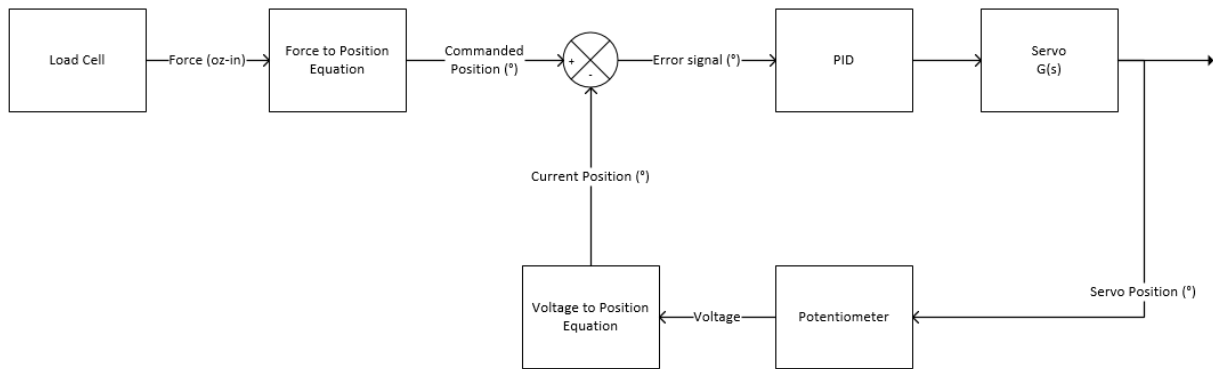 Load Cell
Force (oz-in)
Force to Position
Equation
Commanded
Position (°)
+
-
Error signal (°)
PID
Servo
G(s)
Current Position (°)
Servo Position (°)
Voltage to Position
Equation
Voltage
Potentiometer